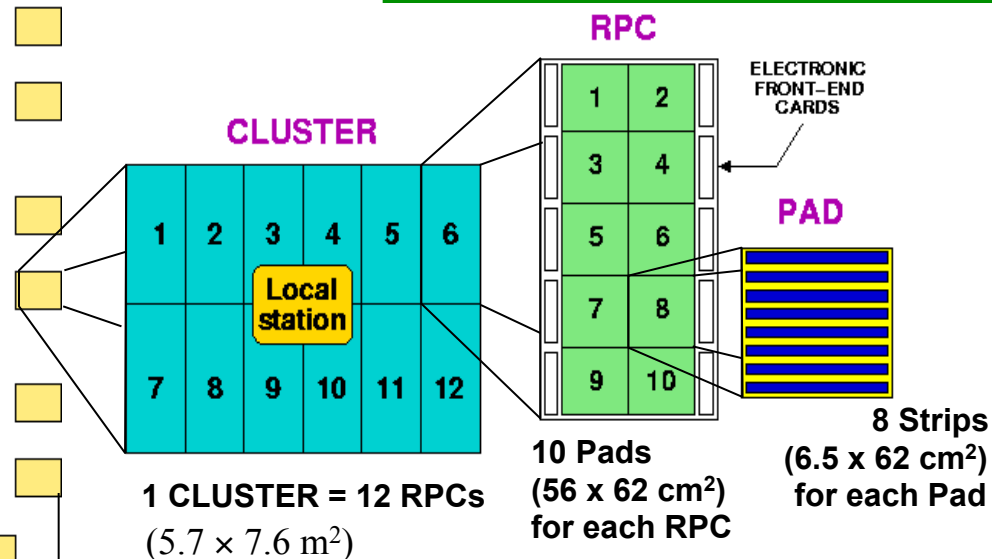 RPC
ELECTRONIC
FRONT–END
CARDS
1 2
3 4
5 6
7 8
9 10
CLUSTER
1 2 3 4 5 6
Local
station
7 8 9 10 11 12
PAD
8 Strips
(6.5 x 62 cm²)
for each Pad
10 Pads
(56 x 62 cm²)
for each RPC
1 CLUSTER = 12 RPCs
(5.7 × 7.6 m²)